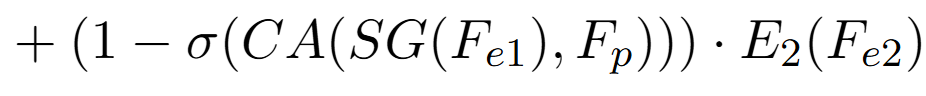 + (1 − σ(CA(SG(F_{e1}), F_p))) · E_2(F_{e2})